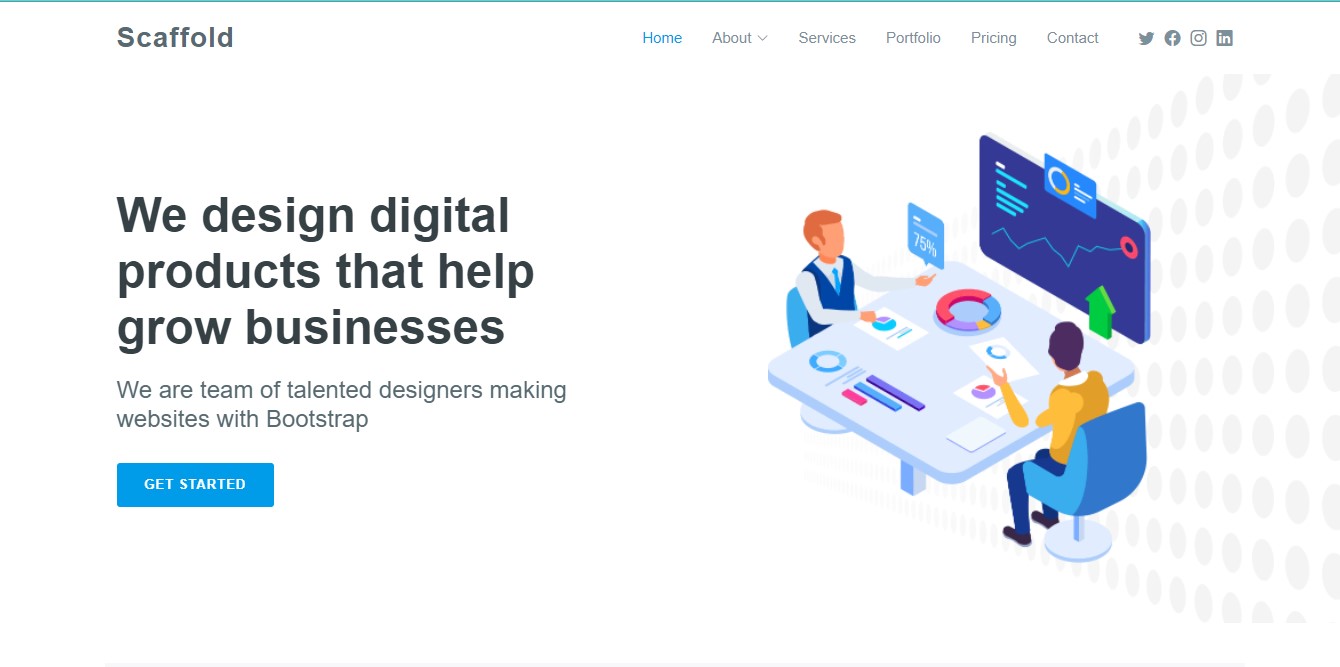 Scaffold
Home About Services Portfolio Pricing Contact
We design digital
products that help
grow businesses
We are team of talented designers making
websites with Bootstrap
GET STARTED
75%